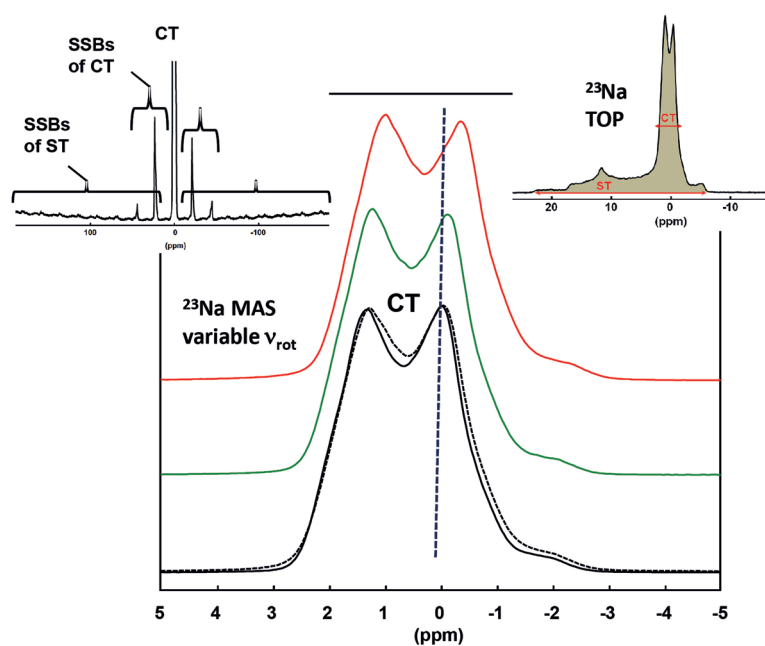 SSBs
of CT
CT
SSBs
of ST
100
0
-100
(ppm)
²³Na
TOP
CT
ST
20
10
0
-10
(ppm)
²³Na MAS
variable νrot
CT
5
4
3
2
1
0
-1
-2
-3
-4
-5
(ppm)